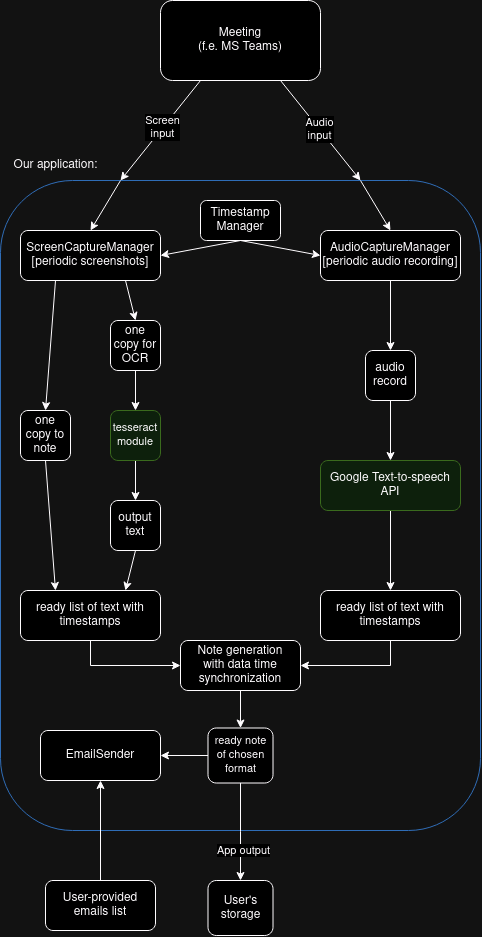 Meeting
(f.e. MS Teams)
Screen
input
Audio
input
Our application:
Timestamp
Manager
ScreenCaptureManager
[periodic screenshots]
AudioCaptureManager
[periodic audio recording]
one
copy for
OCR
audio
record
one
copy to
note
tesseract
module
Google Text-to-speech
API
output
text
ready list of text with
timestamps
ready list of text with
timestamps
Note generation
with data time
synchronization
EmailSender
ready note
of chosen
format
App output
User-provided
emails list
User's
storage